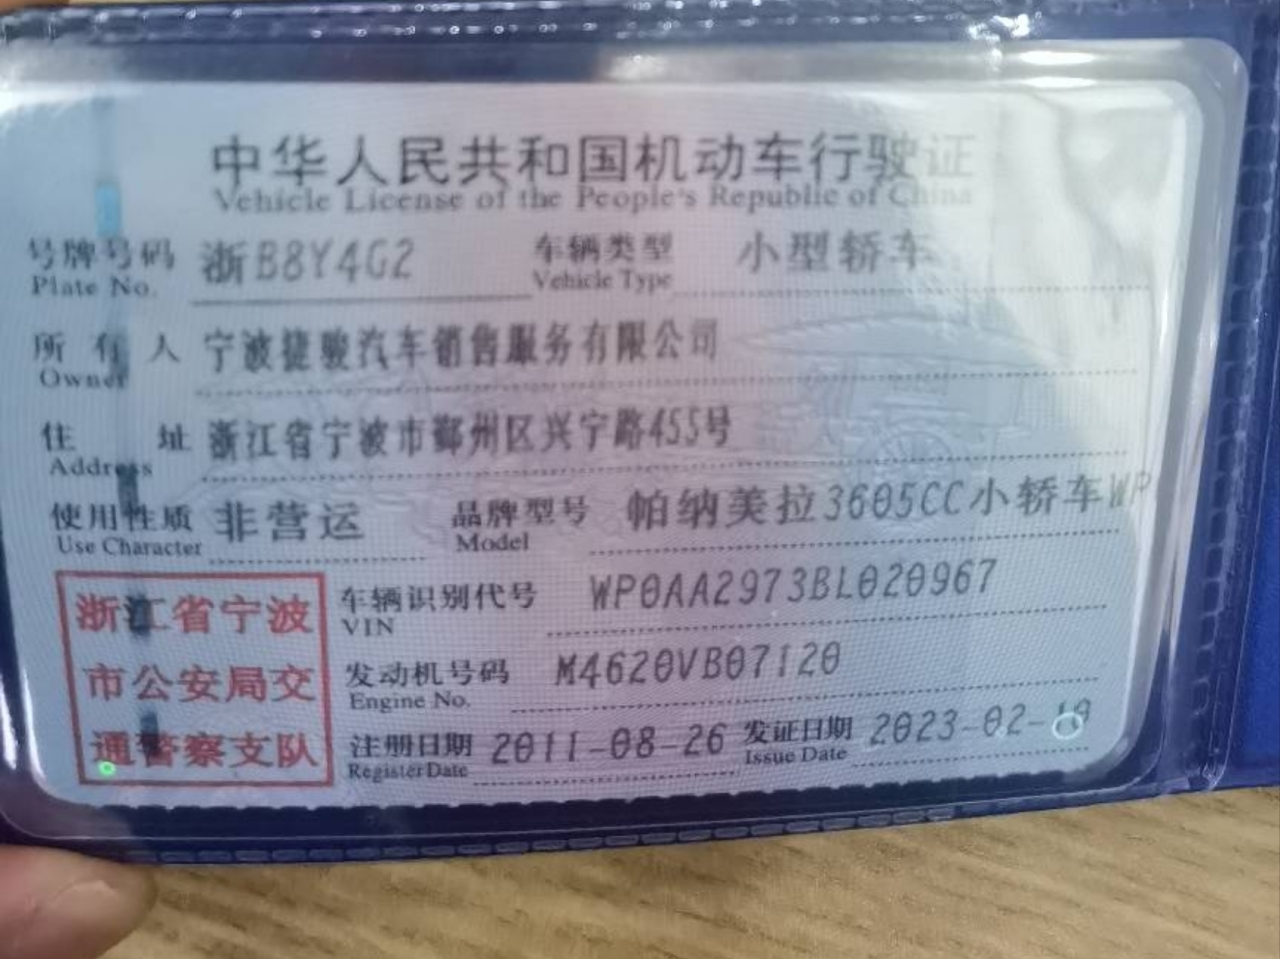 中华人民共和国机动车行驶证
Vehicle License of the People's Republic of China
号牌号码 浙B8Y4G2 车辆类型 小型轿车
Plate No. Vehicle Type
所有人 宁波捷骏汽车销售服务有限公司
Owner
住址 浙江省宁波市鄞州区兴宁路455号
Address
使用性质 非营运 品牌型号 帕纳美拉3605CC小轿车WP
Use Character Model
浙江省宁波
市公安局交
通警察支队
车辆识别代号 WP0AA2973BL020967
VIN
发动机号码 M4620VB07120
Engine No.
注册日期 2011-08-26 发证日期 2023-02-10
Register Date Issue Date